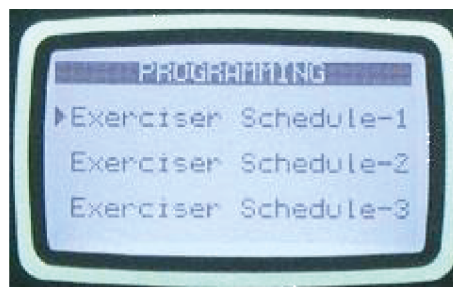 PROGRAMMING
▶Exerciser Schedule-1
Exerciser Schedule-2
Exerciser Schedule-3